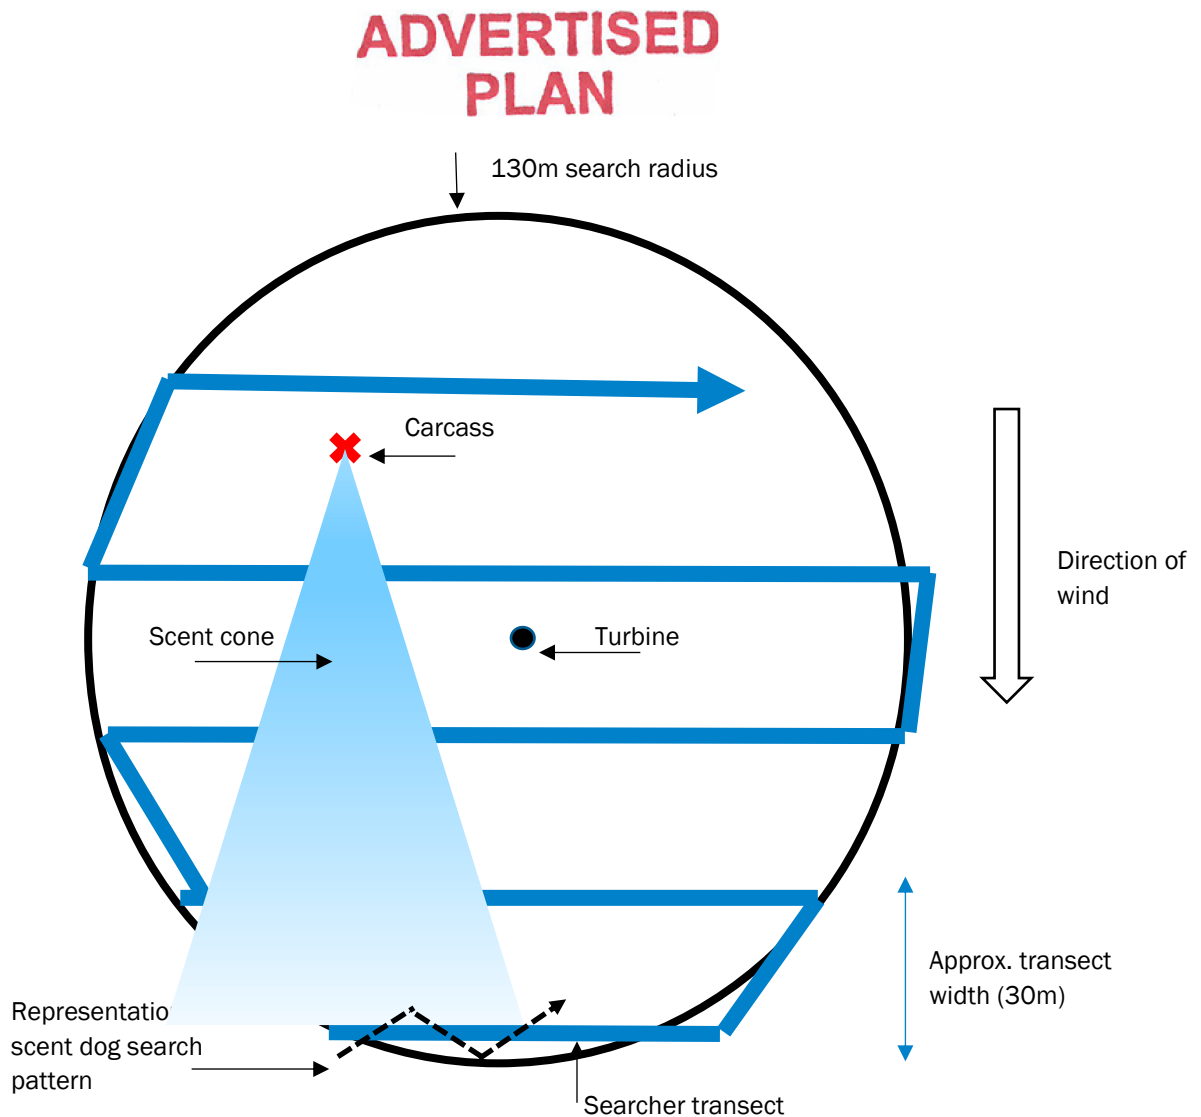 ADVERTISED
PLAN
130m search radius
Carcass
Direction of
wind
Scent cone
Turbine
Approx. transect
width (30m)
scent dog search
pattern
Searcher transect